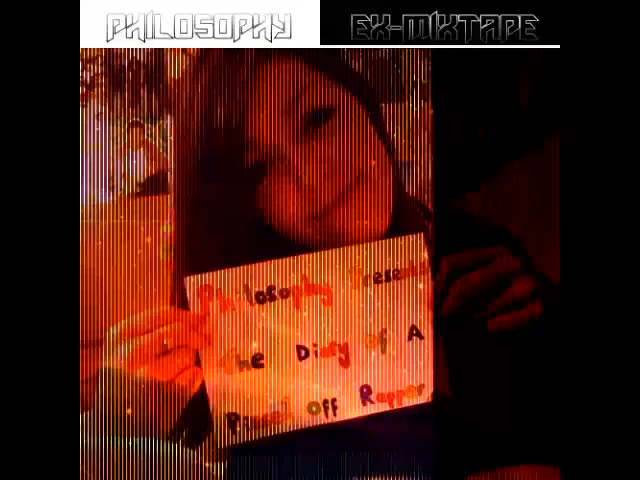 PHILOSOPHY EX-MIXTAPE
Philosophy Presents
The Diary of A
Pissed Off Rapper